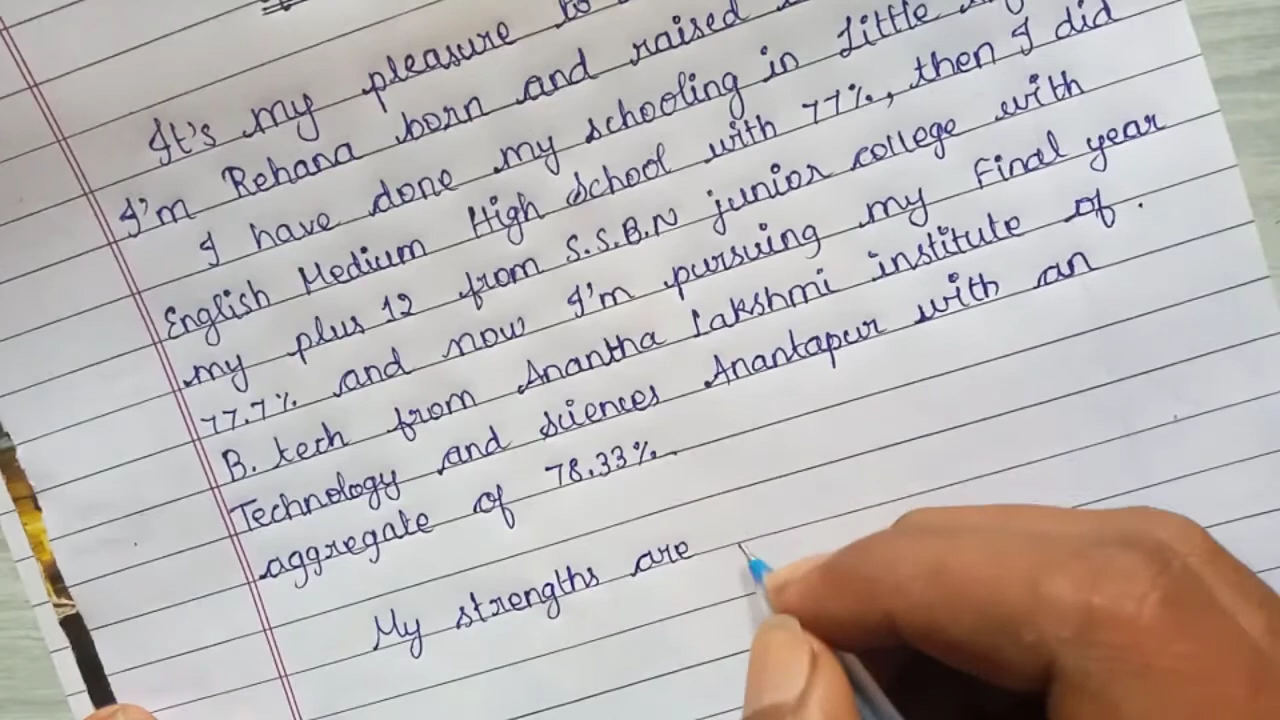 It's my pleasure to
I'm Rehana born and raised
I have done my schooling in Little
English Medium High School with 77%, then I did
my plus 12 from S.S.B.N junior college with
77.7% and now I'm pursuing my Final year
B. tech from Anantha Lakshmi institute of.
Technology and sciences Anantapur with an
aggregate of 78.33%.
My strengths are